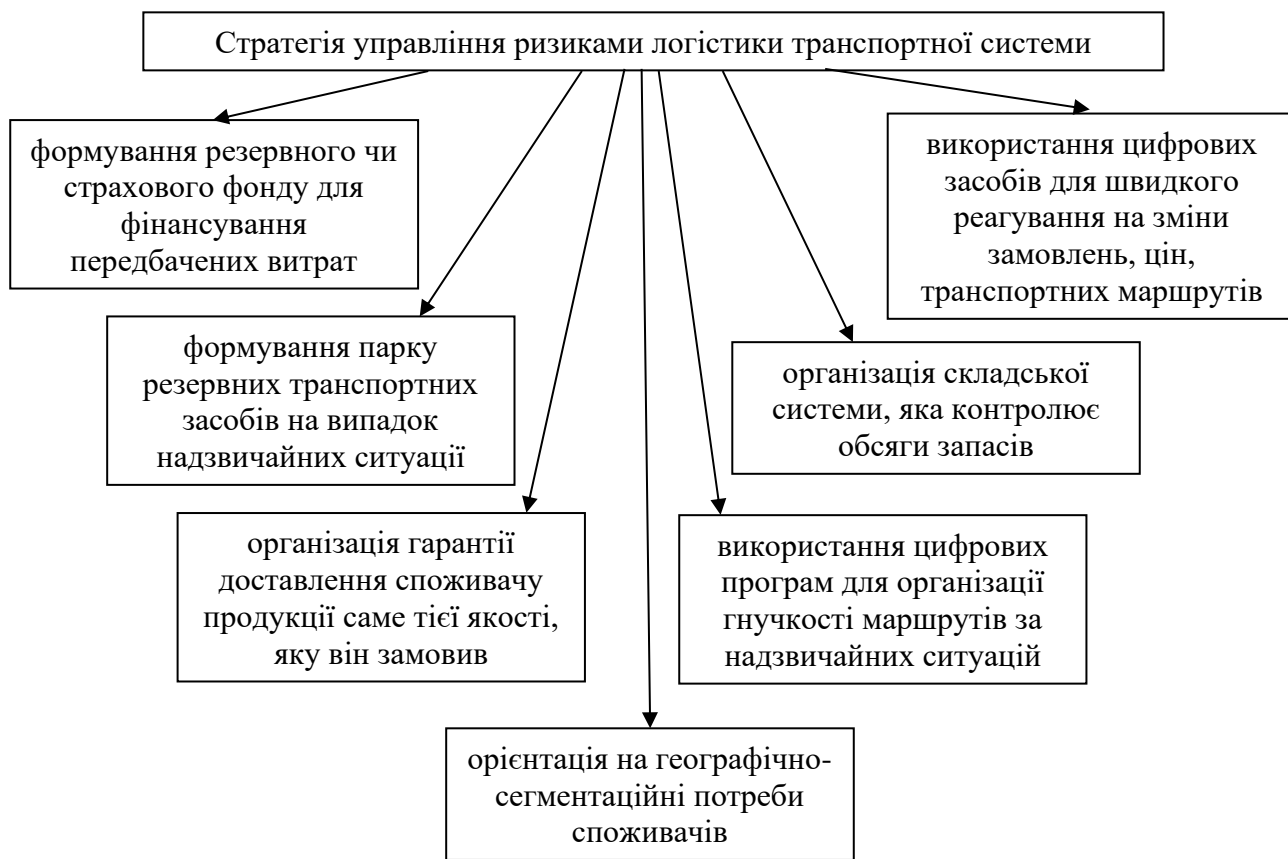 Стратегія управління ризиками логістики транспортної системи
формування резервного чи
страхового фонду для
фінансування
передбачених витрат
використання цифрових
засобів для швидкого
реагування на зміни
замовлень, цін,
транспортних маршрутів
формування парку
резервних транспортних
засобів на випадок
надзвичайних ситуації
організація складської
системи, яка контролює
обсяги запасів
організація гарантії
доставлення споживачу
продукції саме тієї якості,
яку він замовив
використання цифрових
програм для організації
гнучкості маршрутів за
надзвичайних ситуацій
орієнтація на географічно-
сегментаційні потреби
споживачів